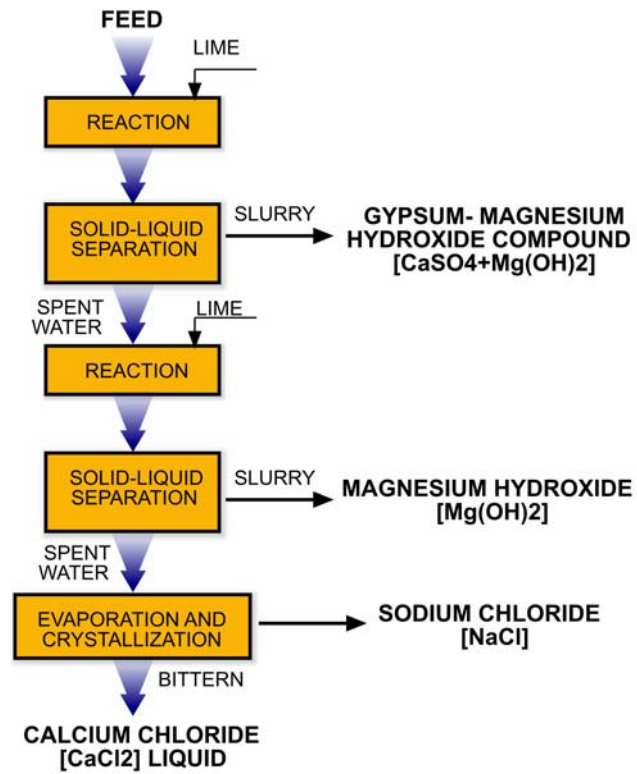 FEED
LIME
REACTION
SOLID-LIQUID
SEPARATION
SLURRY
GYPSUM- MAGNESIUM
HYDROXIDE COMPOUND
[CaSO4+Mg(OH)2]
SPENT
WATER
LIME
REACTION
SOLID-LIQUID
SEPARATION
SLURRY
MAGNESIUM HYDROXIDE
[Mg(OH)2]
SPENT
WATER
EVAPORATION AND
CRYSTALLIZATION
SODIUM CHLORIDE
[NaCl]
BITTERN
CALCIUM CHLORIDE
[CaCl2] LIQUID